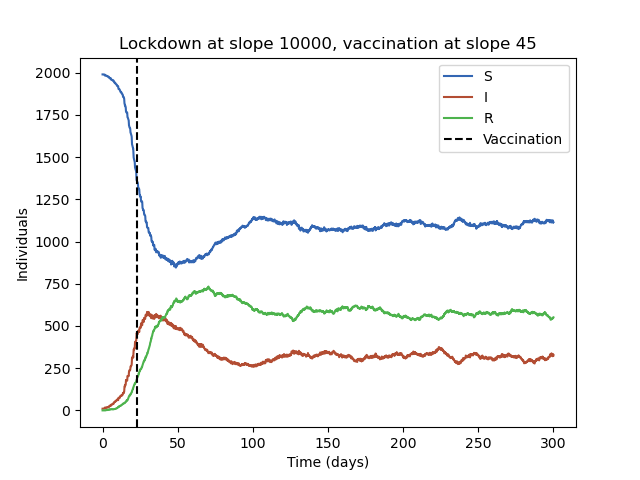 Lockdown at slope 10000, vaccination at slope 45
S
I
R
Vaccination
Individuals
2000
1750
1500
1250
1000
750
500
250
0
0 50 100 150 200 250 300
Time (days)